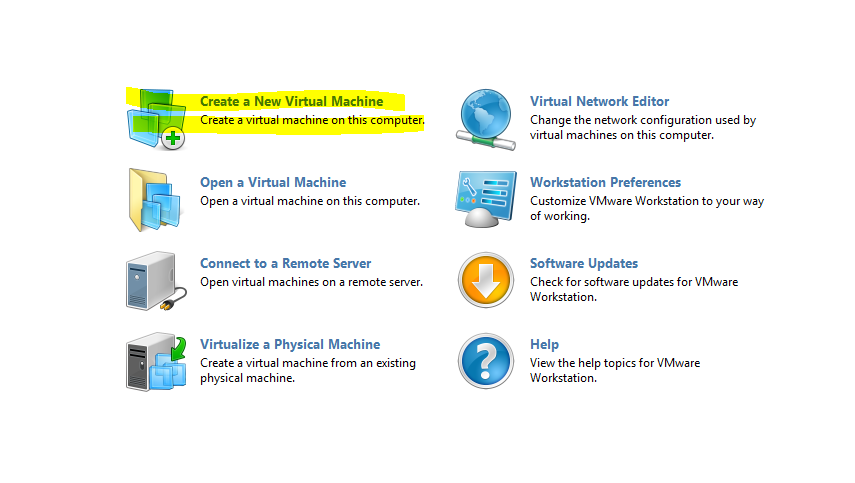 Create a New Virtual Machine
Create a virtual machine on this computer.
Open a Virtual Machine
Open a virtual machine on this computer.
Connect to a Remote Server
Open virtual machines on a remote server.
Virtualize a Physical Machine
Create a virtual machine from an existing
physical machine.
Virtual Network Editor
Change the network configuration used by
virtual machines on this computer.
Workstation Preferences
Customize VMware Workstation to your way
of working.
Software Updates
Check for software updates for VMware
Workstation.
Help
View the help topics for VMware
Workstation.